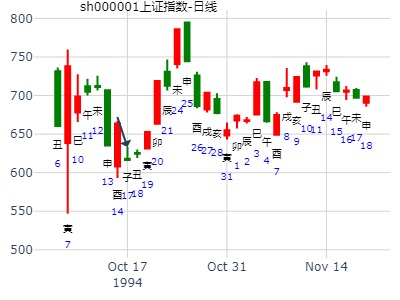 sh000001上证指数-日线
800
750
700
650
600
550
500
丑
6
寅
7
巳
10
午
11
未
12
申
13
酉
14
子
17
丑
18
寅
19
卯
20
辰
21
未
24
申
25
酉
26
戌
27
亥
28
寅
31
卯
1
辰
2
巳
3
午
4
酉
7
戌
8
亥
9
子
10
丑
11
辰
14
巳
15
午
16
未
17
申
18
Oct 17
1994
Oct 31
Nov 14